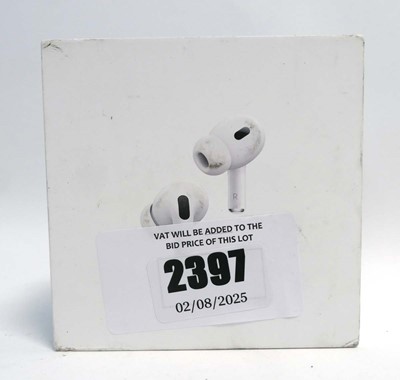 VAT WILL BE ADDED TO THE
BID PRICE OF THIS LOT
2397
02/08/2025